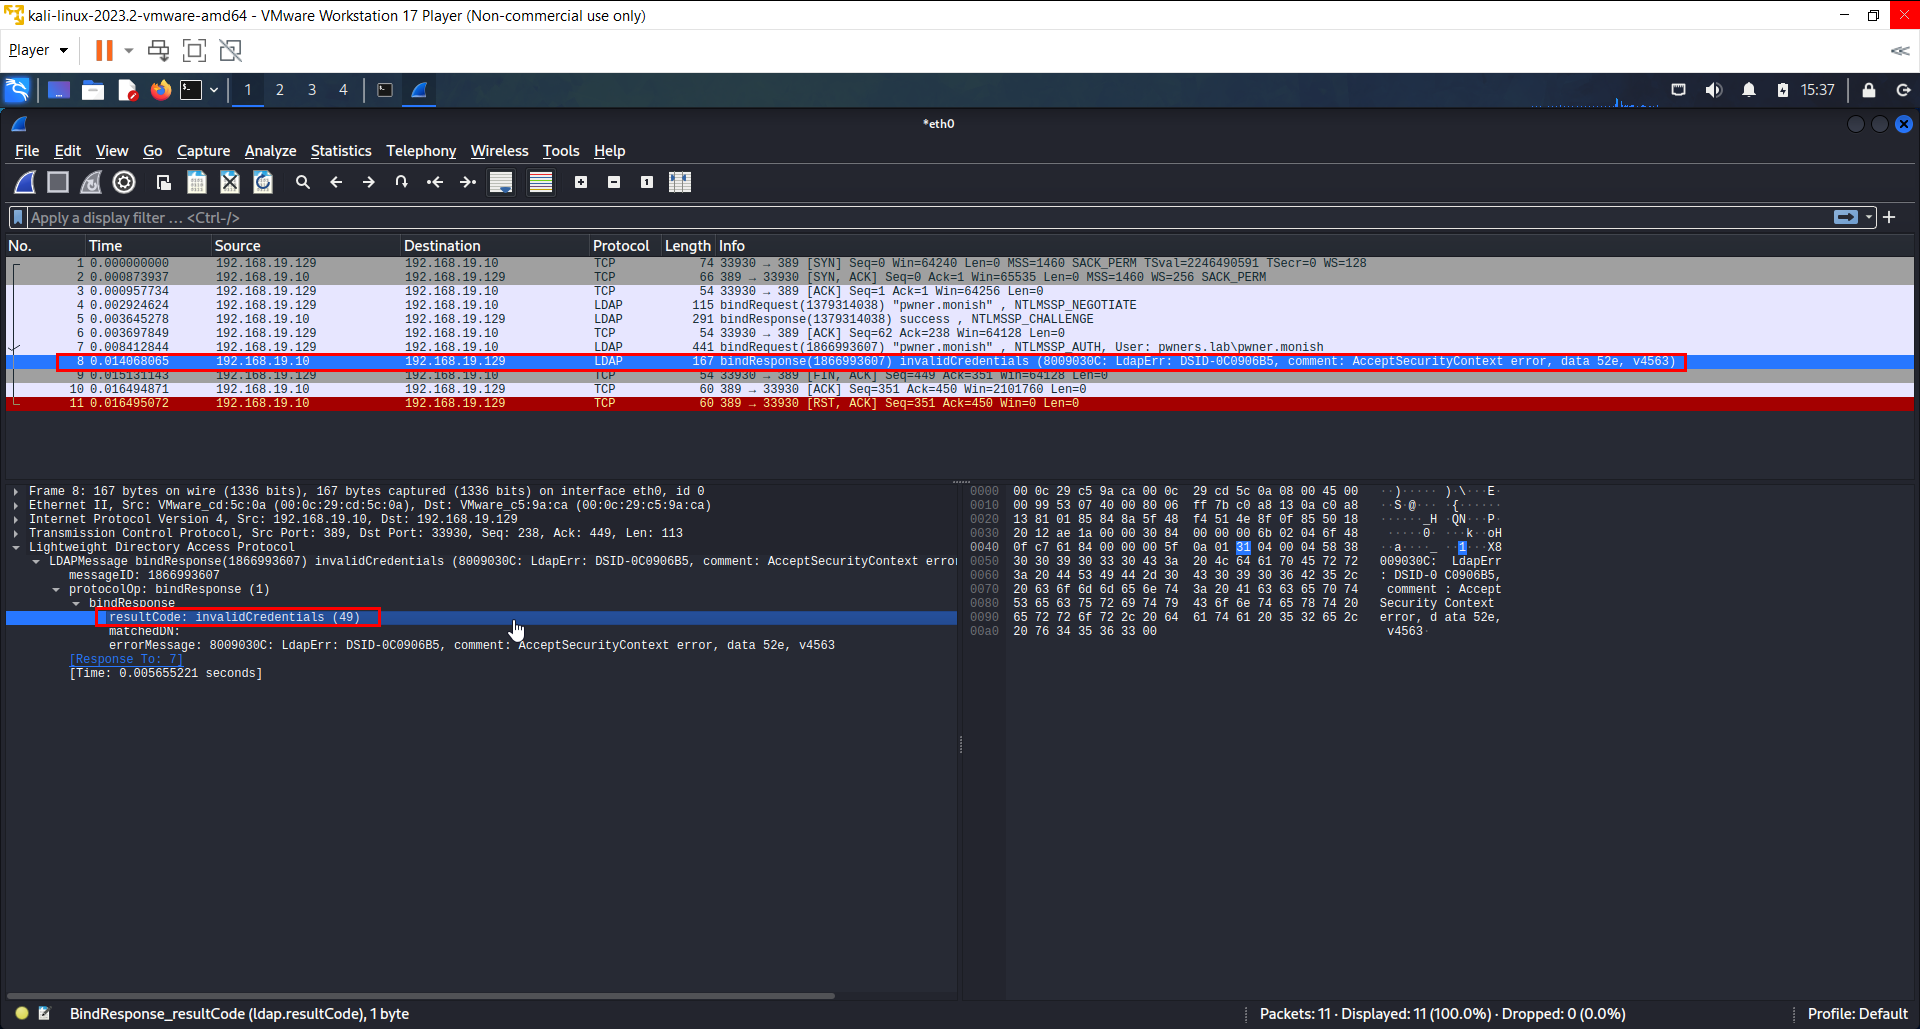 kali-linux-2023.2-vmware-amd64 - VMware Workstation 17 Player (Non-commercial use only)
Player
1 2 3 4 15:37
*eth0
File Edit View Go Capture Analyze Statistics Telephony Wireless Tools Help
Apply a display filter … <Ctrl-/>
No. Time Source Destination Protocol Length Info
1 0.000000000 192.168.19.129 192.168.19.10 TCP 74 33930 → 389 [SYN] Seq=0 Win=64240 Len=0 MSS=1460 SACK_PERM TSval=2246490591 TSecr=0 WS=128
2 0.000873937 192.168.19.10 192.168.19.129 TCP 66 389 → 33930 [SYN, ACK] Seq=0 Ack=1 Win=65535 Len=0 MSS=1460 WS=256 SACK_PERM
3 0.000957734 192.168.19.129 192.168.19.10 TCP 54 33930 → 389 [ACK] Seq=1 Ack=1 Win=64256 Len=0
4 0.002924624 192.168.19.129 192.168.19.10 LDAP 115 bindRequest(1379314038) "pwner.monish" , NTLMSSP_NEGOTIATE
5 0.003645278 192.168.19.10 192.168.19.129 LDAP 291 bindResponse(1379314038) success , NTLMSSP_CHALLENGE
6 0.003697849 192.168.19.129 192.168.19.10 TCP 54 33930 → 389 [ACK] Seq=62 Ack=238 Win=64128 Len=0
7 0.008412844 192.168.19.129 192.168.19.10 LDAP 441 bindRequest(1866993607) "pwner.monish" , NTLMSSP_AUTH, User: pwners.lab\pwner.monish
8 0.014068065 192.168.19.10 192.168.19.129 LDAP 167 bindResponse(1866993607) invalidCredentials (8009030C: LdapErr: DSID-0C0906B5, comment: AcceptSecurityContext error, data 52e, v4563)
9 0.015131143 192.168.19.129 192.168.19.10 TCP 54 33930 → 389 [FIN, ACK] Seq=449 Ack=351 Win=64128 Len=0
10 0.016494871 192.168.19.10 192.168.19.129 TCP 60 389 → 33930 [ACK] Seq=351 Ack=450 Win=2101760 Len=0
11 0.016495072 192.168.19.10 192.168.19.129 TCP 60 389 → 33930 [RST, ACK] Seq=351 Ack=450 Win=0 Len=0
Frame 8: 167 bytes on wire (1336 bits), 167 bytes captured (1336 bits) on interface eth0, id 0
Ethernet II, Src: VMware_cd:5c:0a (00:0c:29:cd:5c:0a), Dst: VMware_c5:9a:ca (00:0c:29:c5:9a:ca)
Internet Protocol Version 4, Src: 192.168.19.10, Dst: 192.168.19.129
Transmission Control Protocol, Src Port: 389, Dst Port: 33930, Seq: 238, Ack: 449, Len: 113
Lightweight Directory Access Protocol
LDAPMessage bindResponse(1866993607) invalidCredentials (8009030C: LdapErr: DSID-0C0906B5, comment: AcceptSecurityContext erro
messageID: 1866993607
protocolOp: bindResponse (1)
bindResponse
resultCode: invalidCredentials (49)
matchedDN:
errorMessage: 8009030C: LdapErr: DSID-0C0906B5, comment: AcceptSecurityContext error, data 52e, v4563
[Response To: 7]
[Time: 0.005655221 seconds]
0000 00 0c 29 c5 9a ca 00 0c 29 cd 5c 0a 08 00 45 00 ··)····· )·\···E·
0010 00 99 53 07 40 00 80 06 ff 7b c0 a8 13 0a c0 a8 ··S·@··· ·{······
0020 13 81 01 85 84 8a 5f 48 f4 51 4e 8f 0f 85 50 18 ······_H ·QN···P·
0030 20 12 ae 1a 00 00 30 84 00 00 00 6b 02 04 6f 48 ·····0· ···k··oH
0040 0f c7 61 84 00 00 00 5f 0a 01 31 04 00 04 58 38 ··a····_ ··1···X8
0050 30 30 39 30 33 30 43 3a 20 4c 64 61 70 45 72 72 009030C: LdapErr
0060 3a 20 44 53 49 44 2d 30 43 30 39 30 36 42 35 2c : DSID-0 C0906B5,
0070 20 63 6f 6d 6d 65 6e 74 3a 20 41 63 63 65 70 74 comment : Accept
0080 53 65 63 75 72 69 74 79 43 6f 6e 74 65 78 74 20 Security Context
0090 65 72 72 6f 72 2c 20 64 61 74 61 20 35 32 65 2c error, d ata 52e,
00a0 20 76 34 35 36 33 00 v4563·
BindResponse_resultCode (ldap.resultCode), 1 byte
Packets: 11 · Displayed: 11 (100.0%) · Dropped: 0 (0.0%)
Profile: Default